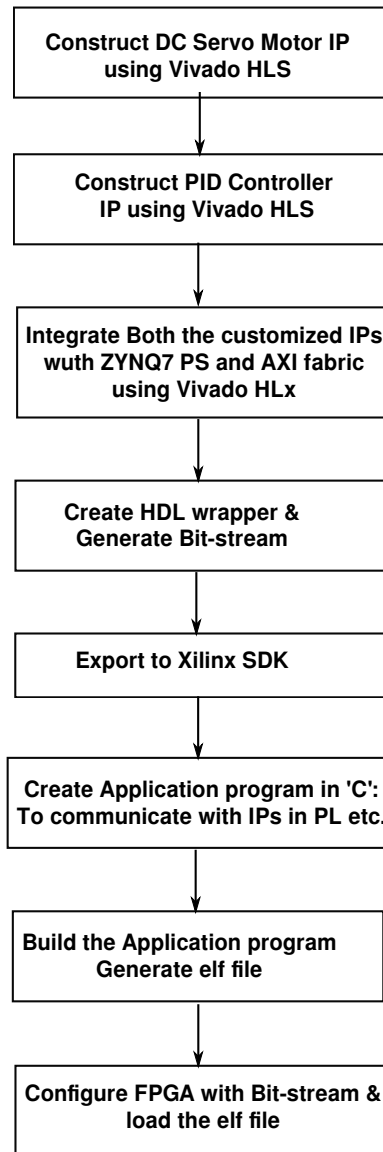 Construct DC Servo Motor IP
using Vivado HLS
Construct PID Controller
IP using Vivado HLS
Integrate Both the customized IPs
wuth ZYNQ7 PS and AXI fabric
using Vivado HLx
Create HDL wrapper &
Generate Bit-stream
Export to Xilinx SDK
Create Application program in 'C':
To communicate with IPs in PL etc.
Build the Application program
Generate elf file
Configure FPGA with Bit-stream &
load the elf file